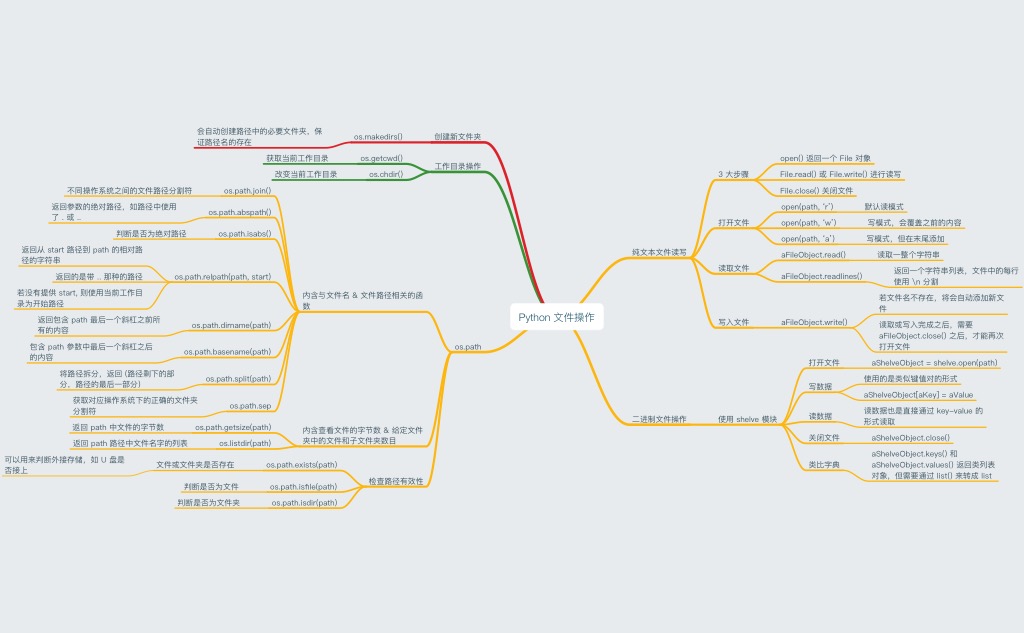 Python 文件操作
创建新文件夹
os.makedirs()
会自动创建路径中的必要文件夹、保
证路径名的存在
工作目录操作
os.getcwd()
获取当前工作目录
os.chdir()
改变当前工作目录
os.path
内含与文件名 & 文件路径相关的函
数
os.path.join()
不同操作系统之间的文件路径分割符
os.path.abspath()
返回参数的绝对路径，如路径中使用
了 . 或 ..
os.path.isabs()
判断是否为绝对路径
os.path.relpath(path, start)
返回从 start 路径到 path 的相对路
径的字符串
返回的是带 .. 那种的路径
若没有提供 start, 则使用当前工作目
录为开始路径
os.path.dirname(path)
返回包含 path 最后一个斜杠之前所
有的内容
os.path.basename(path)
包含 path 参数中最后一个斜杠之后
的内容
os.path.split(path)
将路径拆分，返回 (路径剩下的部
分，路径的最后一部分)
os.path.sep
获取对应操作系统下的正确的文件夹
分割符
内含查看文件的字节数 & 给定文件
夹中的文件和子文件夹数目
os.path.getsize(path)
返回 path 中文件的字节数
os.listdir(path)
返回 path 路径中文件名字的列表
检查路径有效性
os.path.exists(path)
文件或文件夹是否存在
可以用来判断外接存储，如 U 盘是
否接上
os.path.isfile(path)
判断是否为文件
os.path.isdir(path)
判断是否为文件夹
纯文本文件读写
3 大步骤
open() 返回一个 File 对象
File.read() 或 File.write() 进行读写
File.close() 关闭文件
打开文件
open(path, 'r')
默认读模式
open(path, 'w')
写模式，会覆盖之前的内容
open(path, 'a')
写模式，但在末尾添加
读取文件
aFileObject.read()
读取一整个字符串
aFileObject.readlines()
返回一个字符串列表，文件中的每行
使用 \n 分割
写入文件
aFileObject.write()
若文件名不存在，将会自动添加新文
件
读取或写入完成之后，需要
aFileObject.close() 之后，才能再次
打开文件
二进制文件操作
使用 shelve 模块
打开文件
aShelveObject = shelve.open(path)
写数据
使用的是类似键值对的形式
aShelveObject[aKey] = aValue
读数据
读数据也是直接通过 key-value 的
形式读取
关闭文件
aShelveObject.close()
类比字典
aShelveObject.keys() 和
aShelveObject.values() 返回类列表
对象，但需要通过 list() 来转成 list